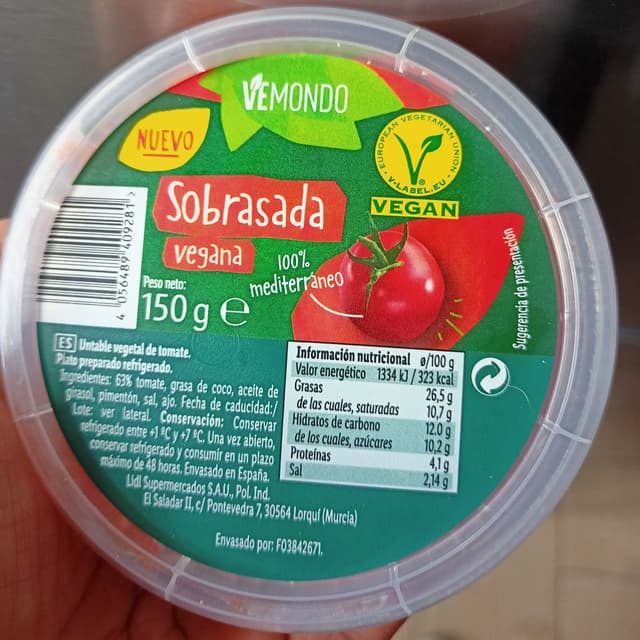 VEMONDO
NUEVO
EUROPEAN VEGETARIAN UNION
V-LABEL.EU
VEGAN
Sobrasada
vegana
100%
mediterráneo
Peso neto:
150 g e
4 056489 409281 >
Sugerencia de presentación
ES Untable vegetal de tomate.
Plato preparado refrigerado.
Ingredientes: 63% tomate, grasa de coco, aceite de
girasol, pimentón, sal, ajo. Fecha de caducidad:/
Lote: ver lateral. Conservación: Conservar
refrigerado entre +1 ºC y +7 ºC. Una vez abierto,
conservar refrigerado y consumir en un plazo
máximo de 48 horas. Envasado en España.
Lidl Supermercados S.A.U., Pol. Ind.
El Saladar II, c/ Pontevedra 7, 30564 Lorquí (Murcia)
Envasado por: F03842671.
Información nutricional ø/100 g
Valor energético 1334 kJ / 323 kcal
Grasas 26,5 g
de las cuales, saturadas 10,7 g
Hidratos de carbono 12.0 g
de los cuales, azúcares 10,2 g
Proteínas 4,1 g
Sal 2,14 g